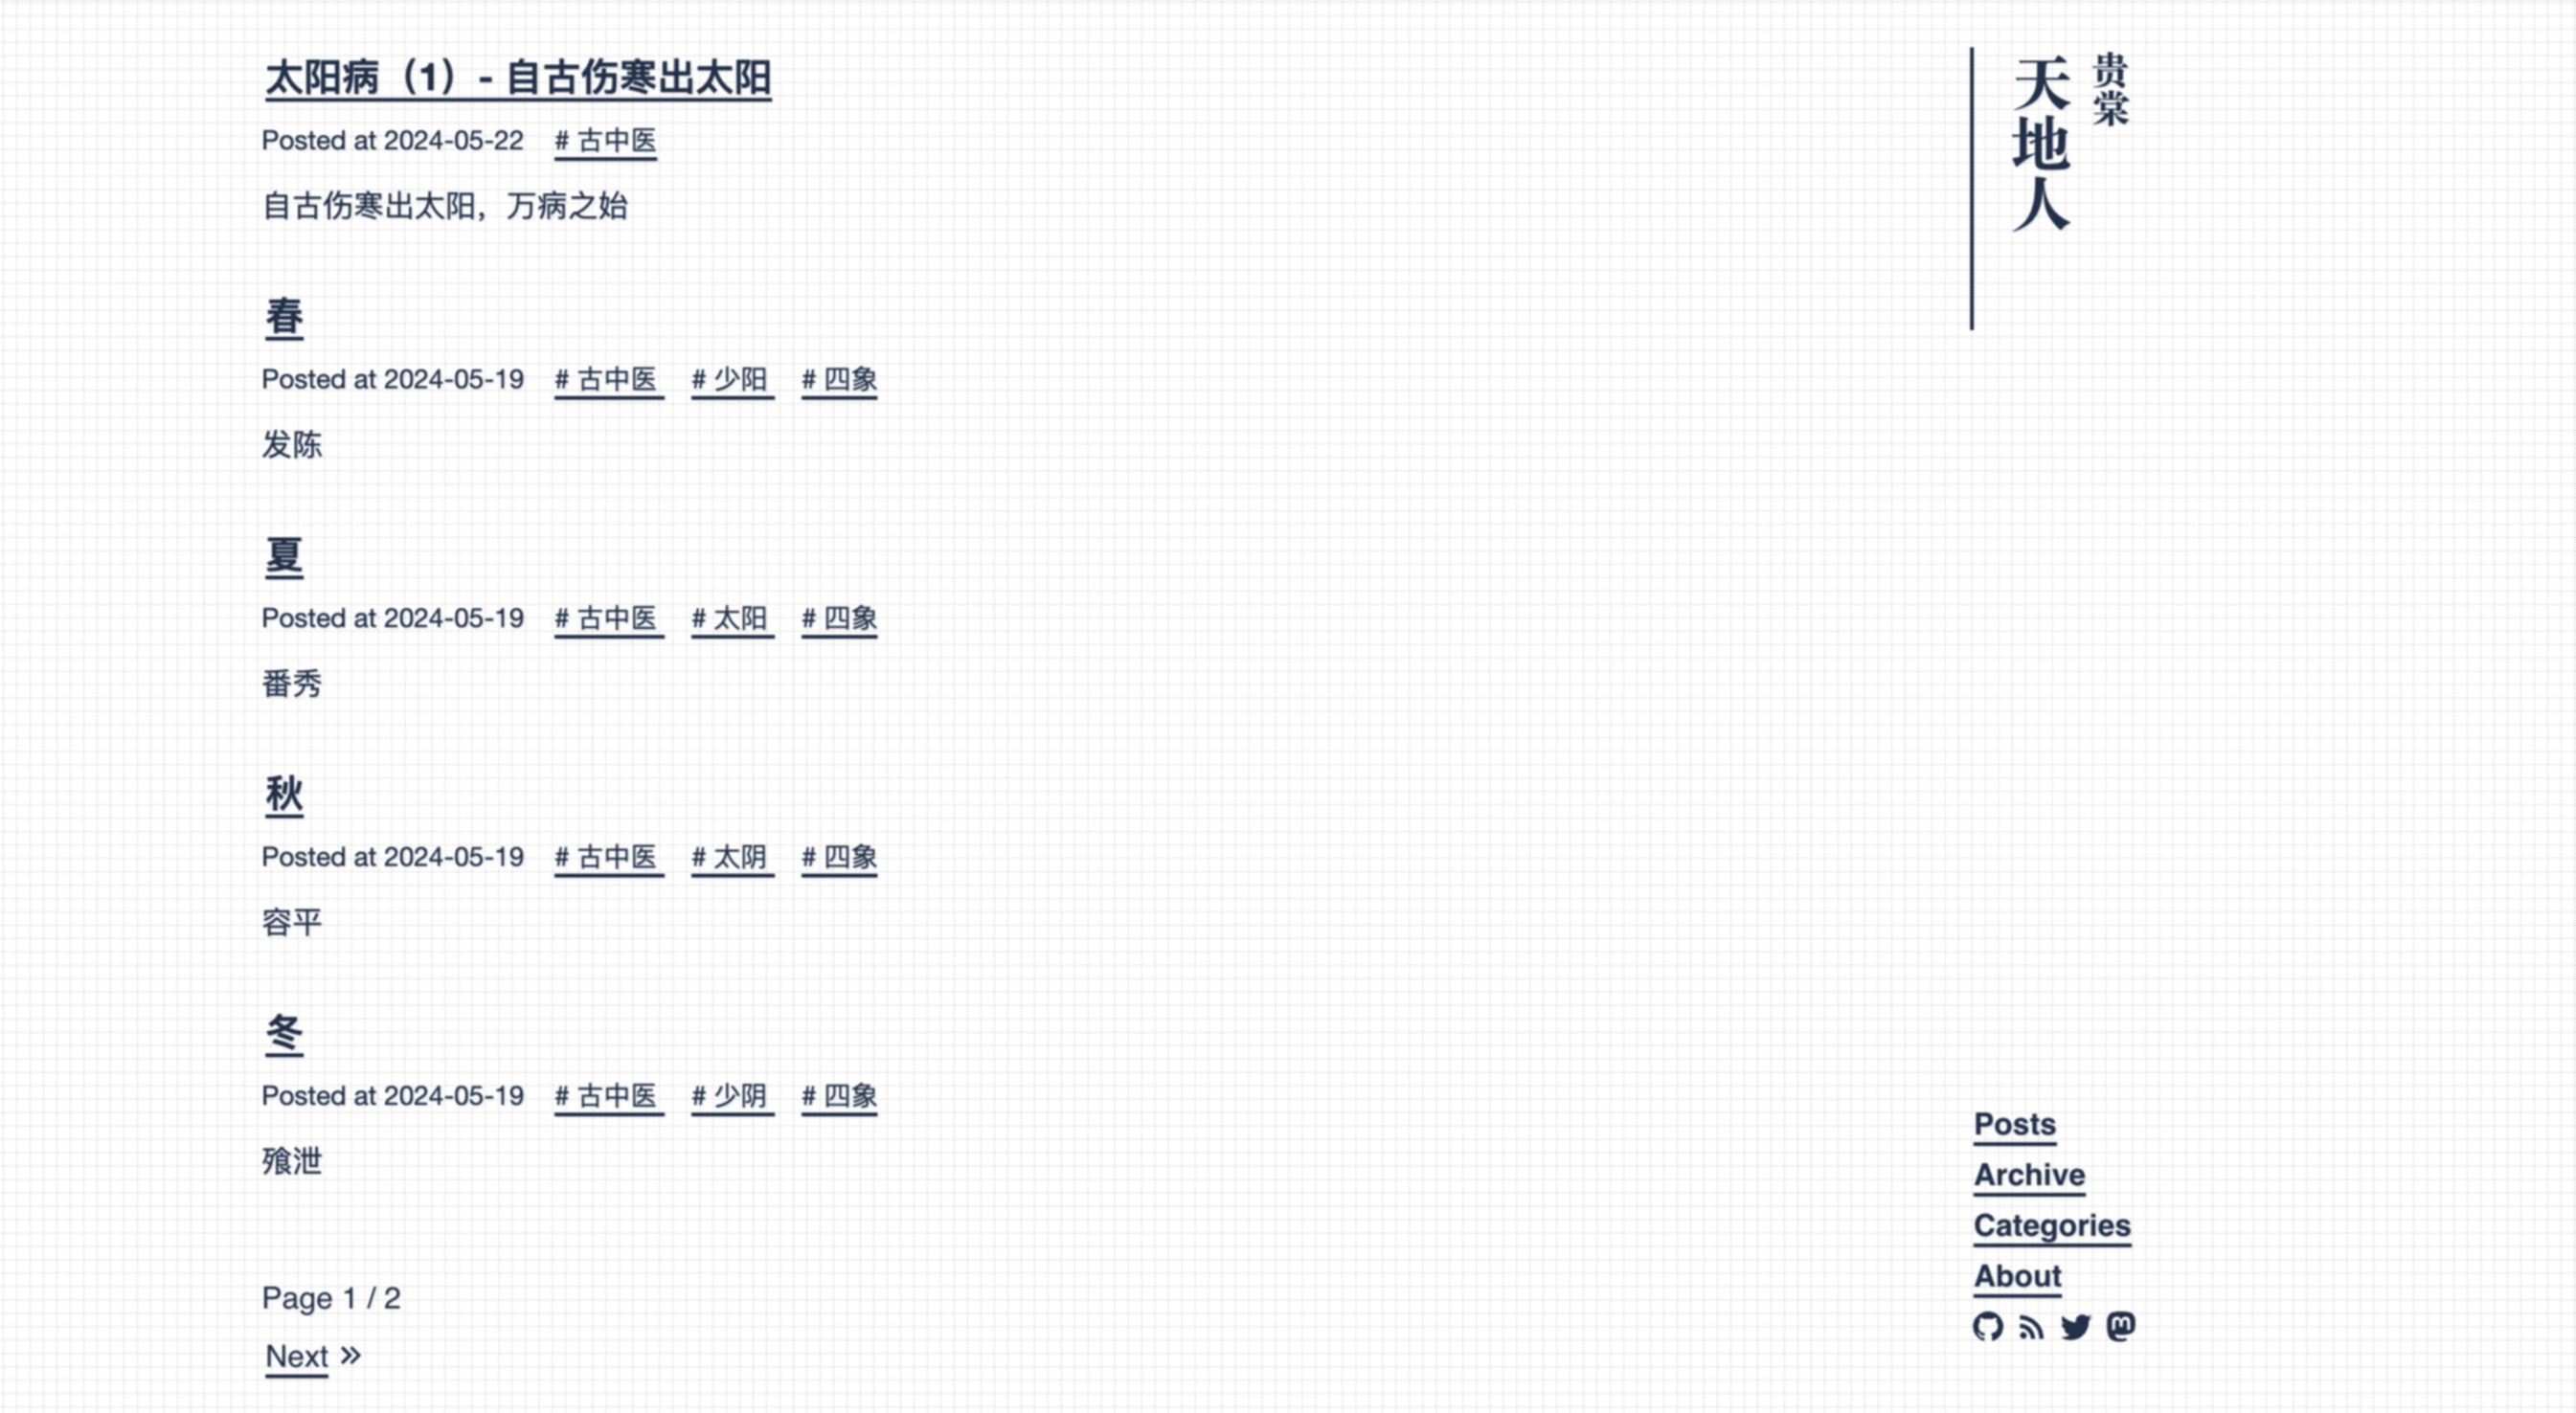 太阳病（1）- 自古伤寒出太阳
Posted at 2024-05-22 # 古中医
自古伤寒出太阳，万病之始
春
Posted at 2024-05-19 # 古中医 # 少阳 # 四象
发陈
夏
Posted at 2024-05-19 # 古中医 # 太阳 # 四象
番秀
秋
Posted at 2024-05-19 # 古中医 # 太阴 # 四象
容平
冬
Posted at 2024-05-19 # 古中医 # 少阴 # 四象
飱泄
Page 1 / 2
Next »
贵棠
天地人
Posts
Archive
Categories
About